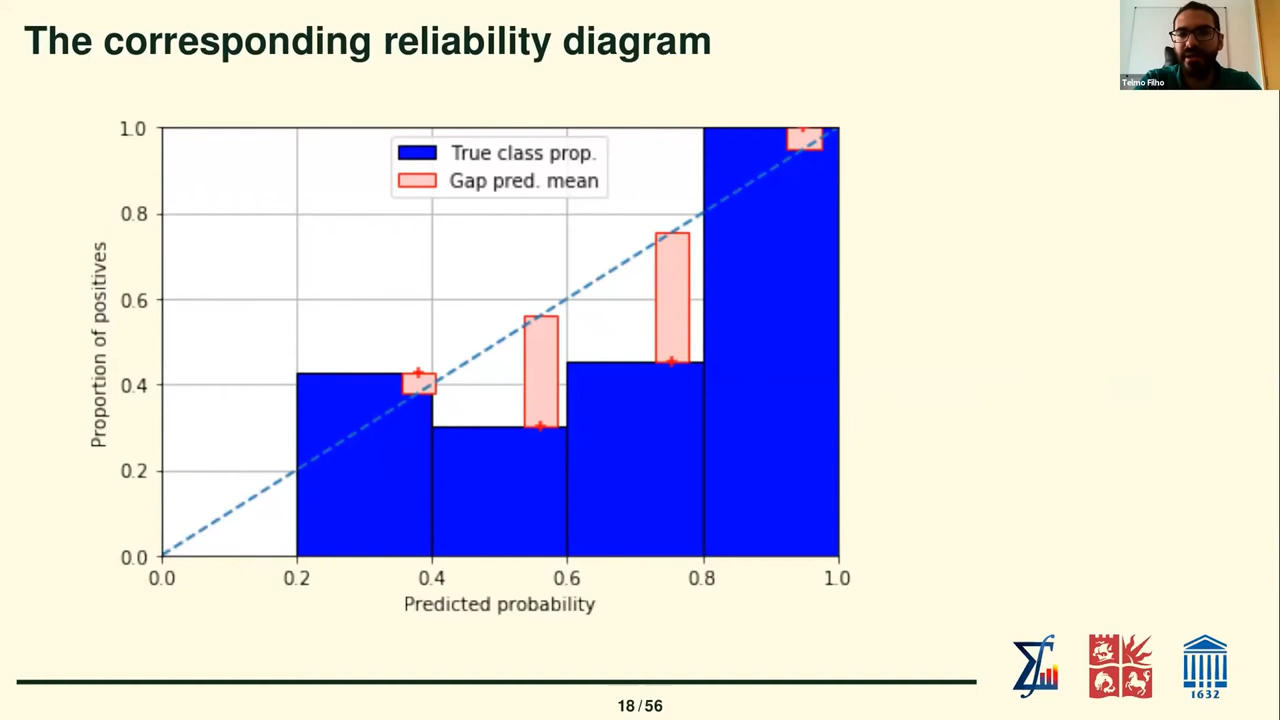 The corresponding reliability diagram
Telmo Filho
True class prop.
Gap pred. mean
Proportion of positives
1.0
0.8
0.6
0.4
0.2
0.0
0.0 0.2 0.4 0.6 0.8 1.0
Predicted probability
1632
18/56